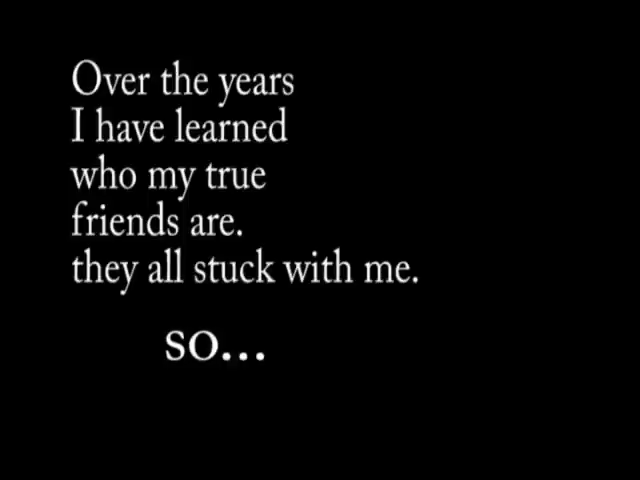 Over the years
I have learned
who my true
friends are.
they all stuck with me.
so...